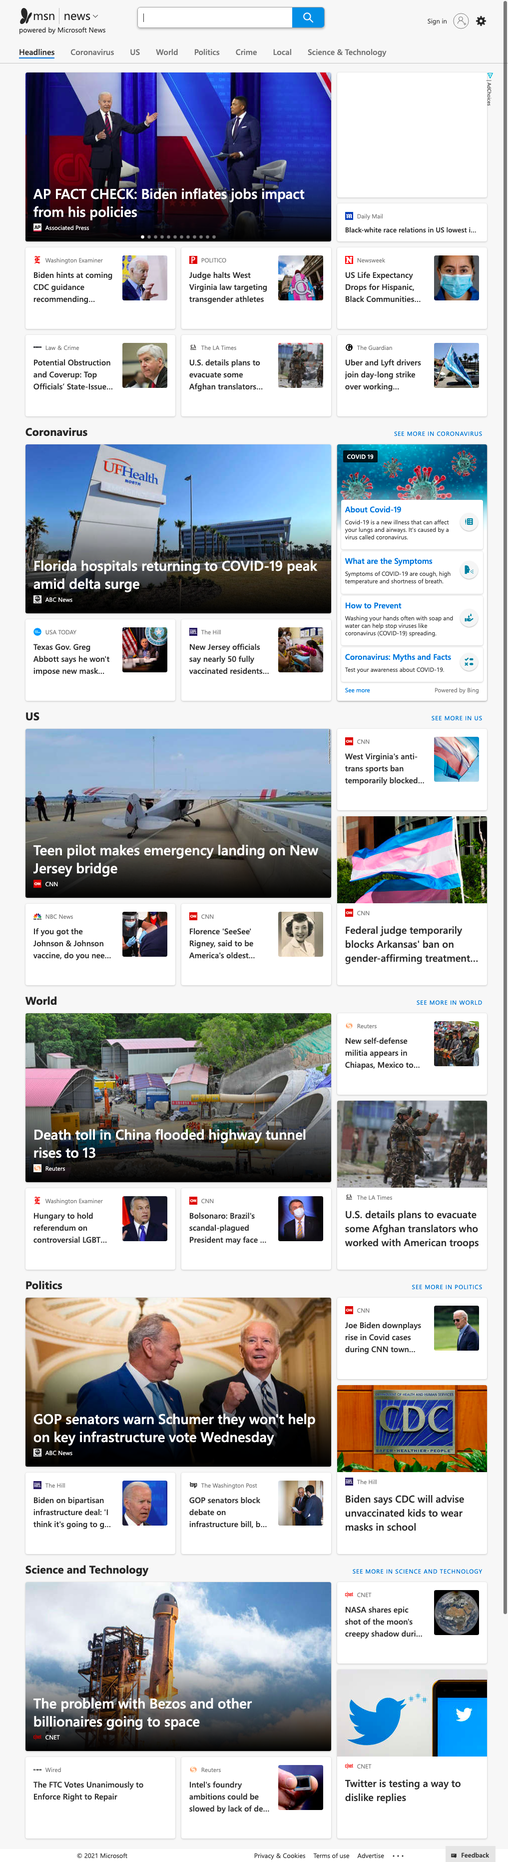 msn news
powered by Microsoft News
Sign in
Headlines Coronavirus US World Politics Crime Local Science & Technology
AP FACT CHECK: Biden inflates jobs impact
from his policies
Associated Press
AdChoices
Daily Mail
Black-white race relations in US lowest i...
Washington Examiner
Biden hints at coming
CDC guidance
recommending...
POLITICO
Judge halts West
Virginia law targeting
transgender athletes
Newsweek
US Life Expectancy
Drops for Hispanic,
Black Communities...
Law & Crime
Potential Obstruction
and Coverup: Top
Officials' State-Issue...
The LA Times
U.S. details plans to
evacuate some
Afghan translators...
The Guardian
Uber and Lyft drivers
join day-long strike
over working...
Coronavirus
SEE MORE IN CORONAVIRUS
UFHealth
NORTH
Florida hospitals returning to COVID-19 peak
amid delta surge
ABC News
COVID 19
About Covid-19
Covid-19 is a new illness that can affect
your lungs and airways. It's caused by a
virus called coronavirus.
What are the Symptoms
Symptoms of COVID-19 are cough, high
temperature and shortness of breath.
How to Prevent
Washing your hands often with soap and
water can help stop viruses like
coronavirus (COVID-19) spreading.
Coronavirus: Myths and Facts
Test your awareness about COVID-19.
See more
Powered by Bing
USA TODAY
Texas Gov. Greg
Abbott says he won't
impose new mask...
The Hill
New Jersey officials
say nearly 50 fully
vaccinated residents...
US
SEE MORE IN US
Teen pilot makes emergency landing on New
Jersey bridge
CNN
CNN
West Virginia's anti-
trans sports ban
temporarily blocked...
NBC News
If you got the
Johnson & Johnson
vaccine, do you nee...
CNN
Florence 'SeeSee'
Rigney, said to be
America's oldest...
CNN
Federal judge temporarily
blocks Arkansas' ban on
gender-affirming treatment...
World
SEE MORE IN WORLD
Death toll in China flooded highway tunnel
rises to 13
Reuters
Reuters
New self-defense
militia appears in
Chiapas, Mexico to...
Washington Examiner
Hungary to hold
referendum on
controversial LGBT...
CNN
Bolsonaro: Brazil's
scandal-plagued
President may face ...
The LA Times
U.S. details plans to evacuate
some Afghan translators who
worked with American troops
Politics
SEE MORE IN POLITICS
GOP senators warn Schumer they won't help
on key infrastructure vote Wednesday
ABC News
CNN
Joe Biden downplays
rise in Covid cases
during CNN town...
CDC
The Hill
Biden on bipartisan
infrastructure deal: 'I
think it's going to g...
The Washington Post
GOP senators block
debate on
infrastructure bill, b...
The Hill
Biden says CDC will advise
unvaccinated kids to wear
masks in school
Science and Technology
SEE MORE IN SCIENCE AND TECHNOLOGY
The problem with Bezos and other
billionaires going to space
CNET
CNET
NASA shares epic
shot of the moon's
creepy shadow duri...
Wired
The FTC Votes Unanimously to
Enforce Right to Repair
Reuters
Intel's foundry
ambitions could be
slowed by lack of de...
CNET
Twitter is testing a way to
dislike replies
© 2021 Microsoft
Privacy & Cookies Terms of use Advertise
Feedback